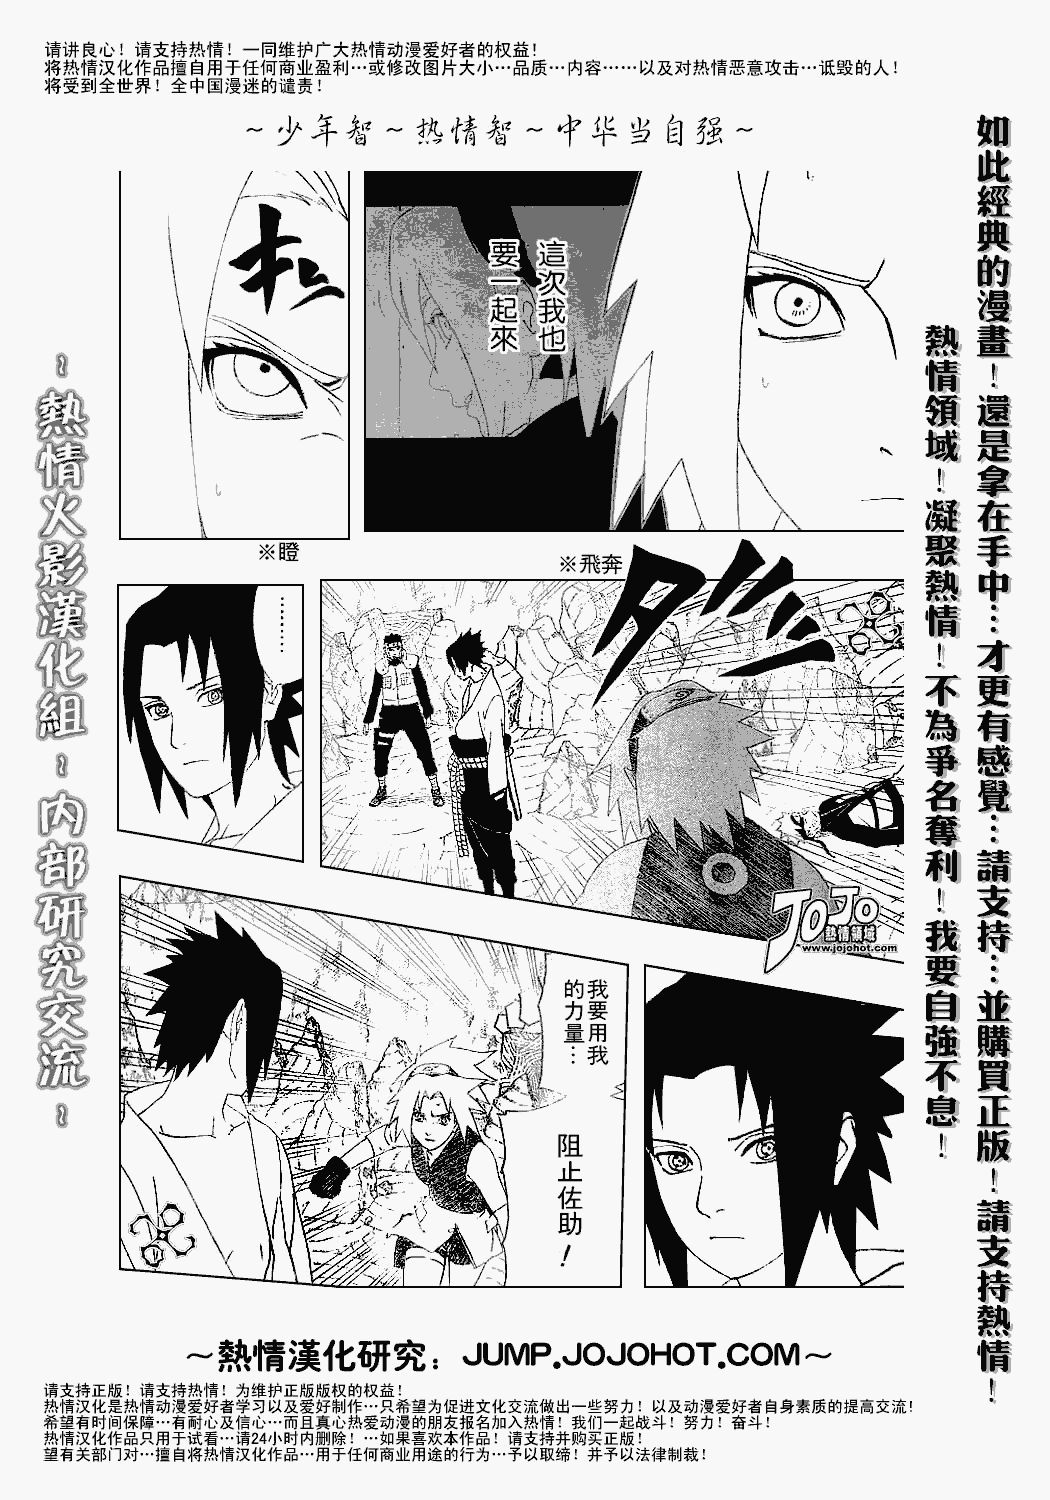 请讲良心！请支持热情！一同维护广大热情动漫爱好者的权益！
将热情汉化作品擅自用于任何商业盈利…或修改图片大小…品质…内容……以及对热情恶意攻击…诋毁的人！
将受到全世界！全中国漫迷的谴责！
～少年智～热情智～中华当自强～
如此經典的漫畫！還是拿在手中…才更有感覺…請支持…並購買正版！請支持熱情！
熱情領域！凝聚熱情！不為爭名奪利！我要自強不息！
～熱情火影漢化組～内部研究交流～
這次我也
要一起來
※瞪
※飛奔
ダ
………
JOJO
熱情領域
www.jojohot.com
我要用我
的力量…
阻止佐助！
～熱情漢化研究：JUMP.JOJOHOT.COM～
请支持正版！请支持热情！为维护正版版权的权益！
热情汉化是热情动漫爱好者学习以及爱好制作…只希望为促进文化交流做出一些努力！以及动漫爱好者自身素质的提高交流！
希望有时间保障…有耐心及信心…而且真心热爱动漫的朋友报名加入热情！我们一起战斗！努力！奋斗！
热情汉化作品只用于试看…请24小时内删除！…如果喜欢本作品！请支持并购买正版！
望有关部门对…擅自将热情汉化作品…用于任何商业用途的行为…予以取缔！并予以法律制裁！